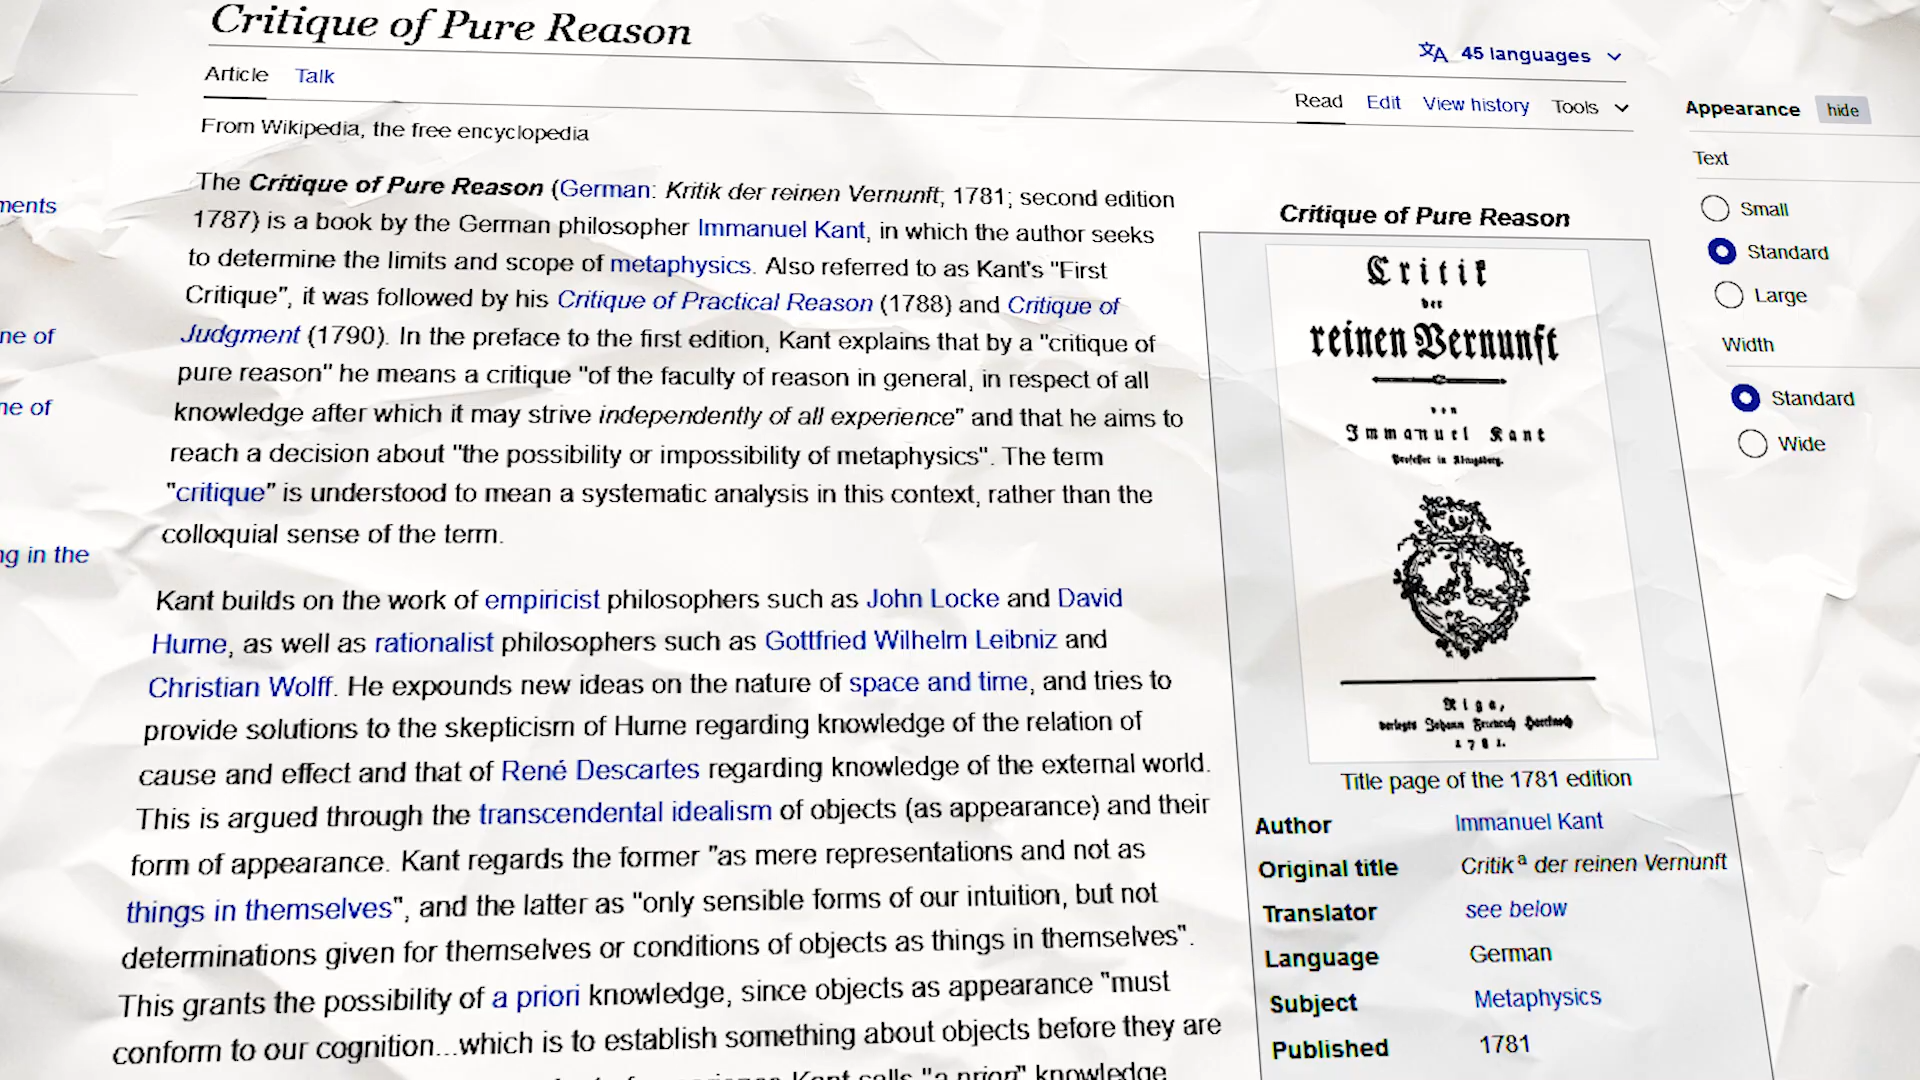 Critique of Pure Reason
45 languages
Article Talk
Read Edit View history Tools
From Wikipedia, the free encyclopedia
The Critique of Pure Reason (German: Kritik der reinen Vernunft; 1781; second edition
1787) is a book by the German philosopher Immanuel Kant, in which the author seeks
to determine the limits and scope of metaphysics. Also referred to as Kant's "First
Critique", it was followed by his Critique of Practical Reason (1788) and Critique of
Judgment (1790). In the preface to the first edition, Kant explains that by a "critique of
pure reason" he means a critique "of the faculty of reason in general, in respect of all
knowledge after which it may strive independently of all experience" and that he aims to
reach a decision about "the possibility or impossibility of metaphysics". The term
"critique" is understood to mean a systematic analysis in this context, rather than the
colloquial sense of the term.
Kant builds on the work of empiricist philosophers such as John Locke and David
Hume, as well as rationalist philosophers such as Gottfried Wilhelm Leibniz and
Christian Wolff. He expounds new ideas on the nature of space and time, and tries to
provide solutions to the skepticism of Hume regarding knowledge of the relation of
cause and effect and that of René Descartes regarding knowledge of the external world.
This is argued through the transcendental idealism of objects (as appearance) and their
form of appearance. Kant regards the former "as mere representations and not as
things in themselves", and the latter as "only sensible forms of our intuition, but not
determinations given for themselves or conditions of objects as things in themselves".
This grants the possibility of a priori knowledge, since objects as appearance "must
conform to our cognition...which is to establish something about objects before they are
Kant calls "a priori" knowledge
Critique of Pure Reason
Critik
der
reinen Vernunft
von
Immanuel Kant
Professor in Königsberg.
Riga,
verlegts Johann Friedrich Hartknoch
1781.
Title page of the 1781 edition
Author Immanuel Kant
Original title Critik a der reinen Vernunft
Translator see below
Language German
Subject Metaphysics
Published 1781
Appearance hide
Text
Small
Standard
Large
Width
Standard
Wide
ments
ne of
ne of
ng in the